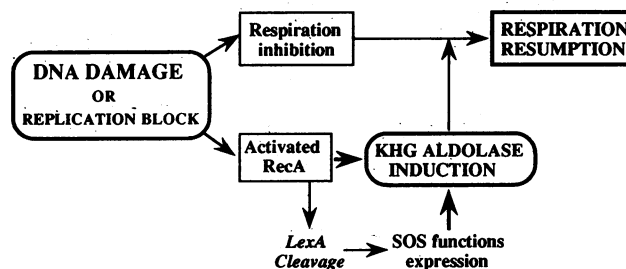 Respiration
inhibition
RESPIRATION
RESUMPTION
DNA DAMAGE
OR
REPLICATION BLOCK
Activated
RecA
KHG ALDOLASE
INDUCTION
LexA
Cleavage
SOS functions
expression